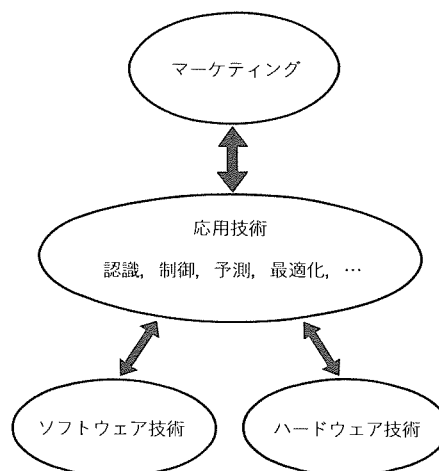 マーケティング
応用技術
認識, 制御, 予測, 最適化, …
ソフトウェア技術
ハードウェア技術